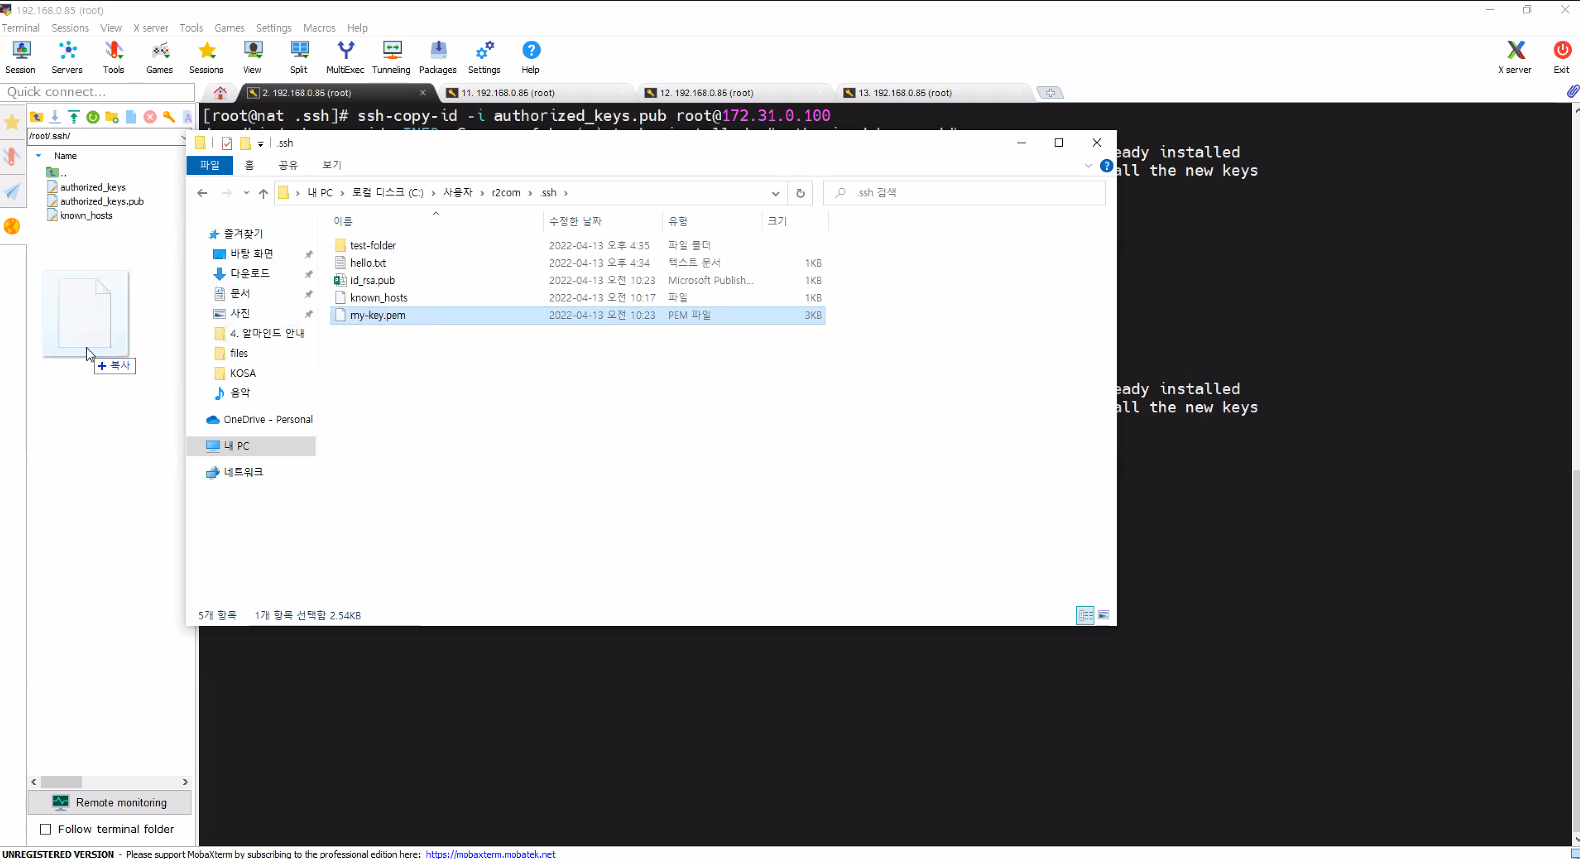 192.168.0.85 (root)
Terminal Sessions View X server Tools Games Settings Macros Help
Session Servers Tools Games Sessions View Split MultiExec Tunneling Packages Settings Help X server Exit
Quick connect...
2. 192.168.0.85 (root)
11. 192.168.0.85 (root)
12. 192.168.0.85 (root)
13. 192.168.0.85 (root)
[root@nat .ssh]# ssh-copy-id -i authorized_keys.pub root@172.31.0.100
/root/.ssh/
Name
..
authorized_keys
authorized_keys.pub
known_hosts
복사
eady installed
all the new keys
eady installed
all the new keys
.ssh
파일 홈 공유 보기
내 PC > 로컬 디스크 (C:) > 사용자 > r2com > .ssh >
.ssh 검색
이름 수정한 날짜 유형 크기
test-folder 2022-04-13 오후 4:35 파일 폴더
hello.txt 2022-04-13 오후 4:34 텍스트 문서 1KB
id_rsa.pub 2022-04-13 오전 10:23 Microsoft Publish... 1KB
known_hosts 2022-04-13 오전 10:17 파일 1KB
my-key.pem 2022-04-13 오전 10:23 PEM 파일 3KB
즐겨찾기
바탕 화면
다운로드
문서
사진
4. 알마인드 안내
files
KOSA
음악
OneDrive - Personal
내 PC
네트워크
5개 항목 1개 항목 선택함 2.54KB
Remote monitoring
Follow terminal folder
UNREGISTERED VERSION - Please support MobaXterm by subscribing to the professional edition here: https://mobaxterm.mobatek.net